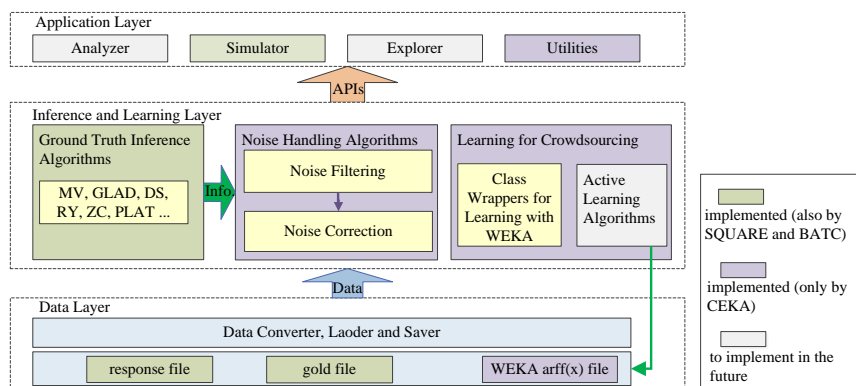 Application Layer
Analyzer
Simulator
Explorer
Utilities
APIs
Inference and Learning Layer
Ground Truth Inference
Algorithms
MV, GLAD, DS,
RY, ZC, PLAT ...
Info.
Noise Handling Algorithms
Noise Filtering
Noise Correction
Learning for Crowdsourcing
Class
Wrappers for
Learning with
WEKA
Active
Learning
Algorithms
Data
Data Layer
Data Converter, Laoder and Saver
response file
gold file
WEKA arff(x) file
implemented (also by
SQUARE and BATC)
implemented (only by
CEKA)
to implement in the
future